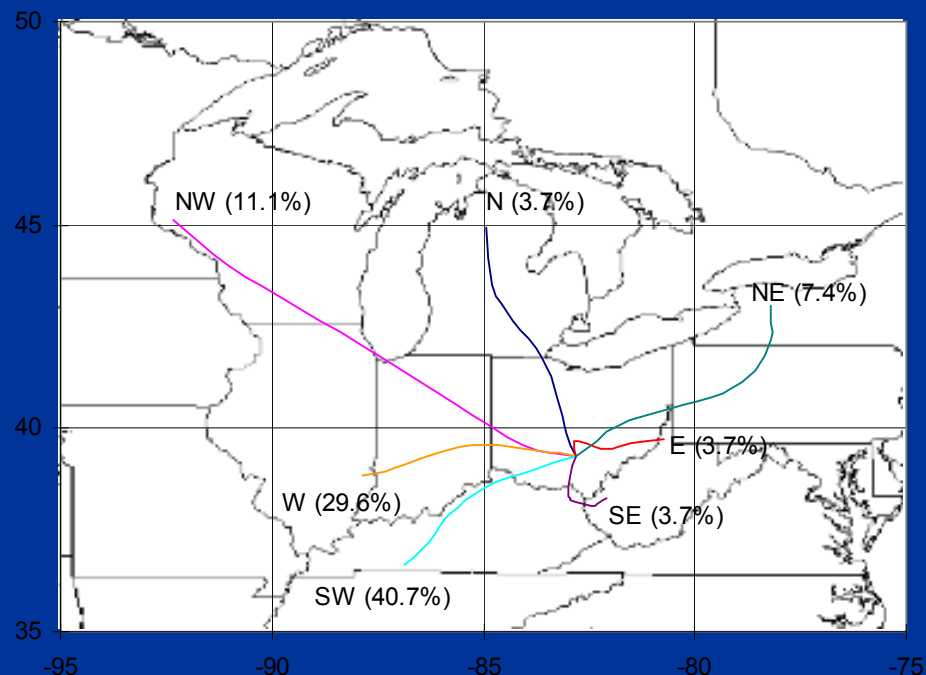 50
NW (11.1%)
N (3.7%)
45
NE (7.4%)
40
E (3.7%)
W (29.6%)
SE (3.7%)
SW (40.7%)
35
-95
-90
-85
-80
-75